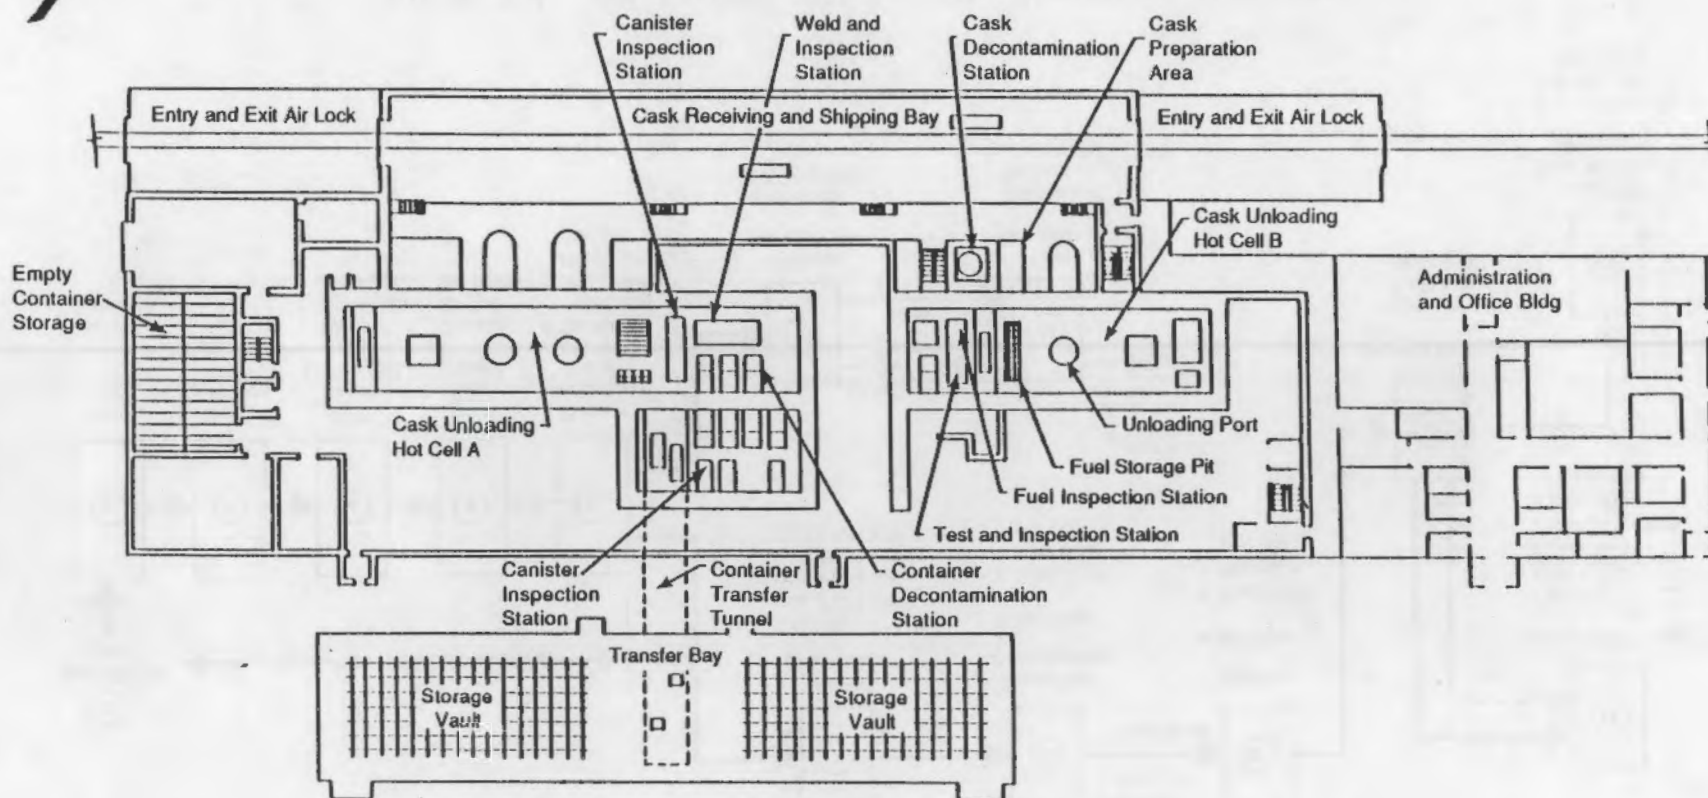 Canister
Inspection
Station
Weld and
Inspection
Station
Cask
Decontamination
Station
Cask
Preparation
Area
Entry and Exit Air Lock
Cask Receiving and Shipping Bay
Entry and Exit Air Lock
Cask Unloading
Hot Cell B
Empty
Container
Storage
Administration
and Office Bldg
Cask Unloading
Hot Cell A
Unloading Port
Fuel Storage Pit
Fuel Inspection Station
Test and Inspection Station
Canister
Inspection
Station
Container
Transfer
Tunnel
Container
Decontamination
Station
Transfer Bay
Storage
Vault
Storage
Vault